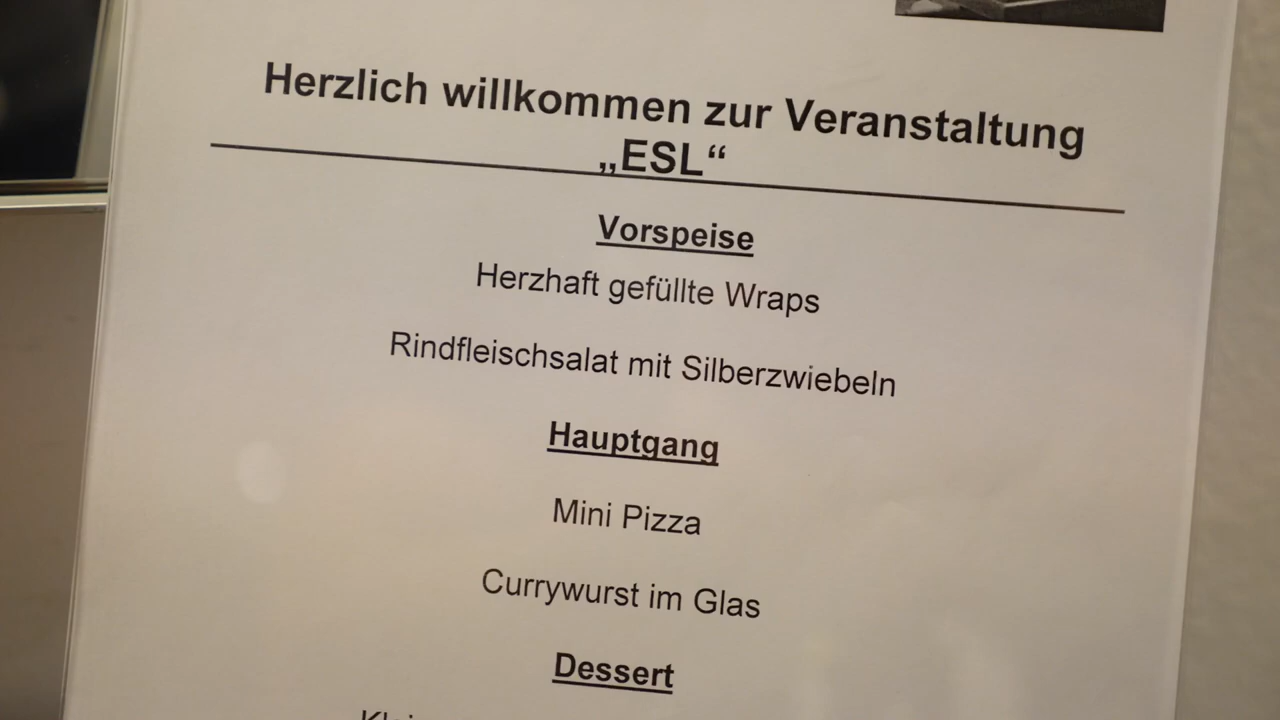 Herzlich willkommen zur Veranstaltung
„ESL“
Vorspeise
Herzhaft gefüllte Wraps
Rindfleischsalat mit Silberzwiebeln
Hauptgang
Mini Pizza
Currywurst im Glas
Dessert